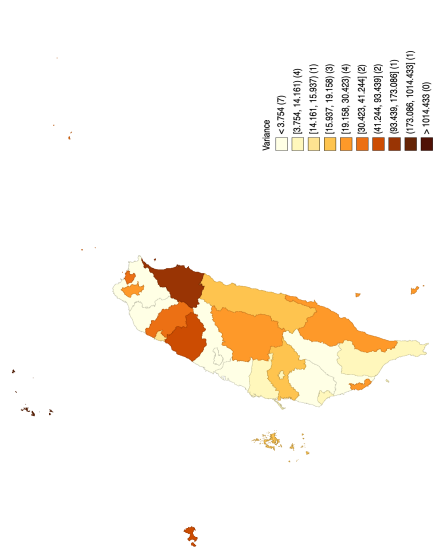 Variance
< 3.754 (7)
[3.754, 14.161) (4)
[14.161, 15.937) (1)
[15.937, 19.158) (3)
[19.158, 30.423] (4)
[30.423, 41.244] (2)
(41.244, 93.439] (2)
(93.439, 173.086] (1)
(173.086, 1014.433] (1)
> 1014.433 (0)